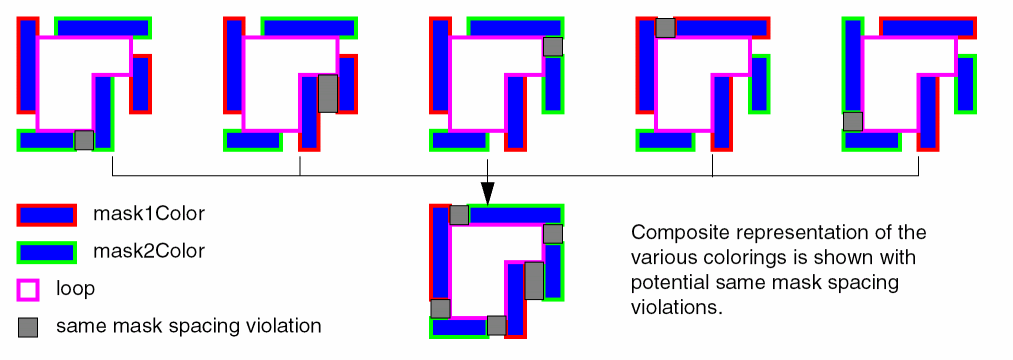 mask1Color
mask2Color
loop
same mask spacing violation
Composite representation of the
various colorings is shown with
potential same mask spacing
violations.